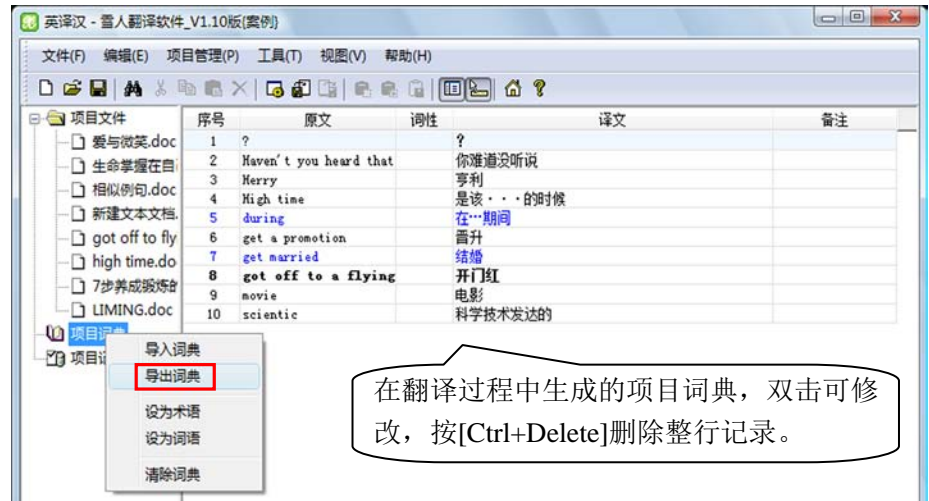 英译汉 - 雪人翻译软件_V1.10版(案例)
文件(F) 编辑(E) 项目管理(P) 工具(T) 视图(V) 帮助(H)
项目文件
爱与微笑.doc
生命掌握在自
相似例句.doc
新建文本文档.
got off to fly
high time.do
7步养成锻炼的
LIMING.doc
项目词典
项目记
序号 原文 词性 译文 备注
1 ? ?
2 Haven't you heard that 你难道没听说
3 Herry 亨利
4 High time 是该···的时候
5 during 在…期间
6 get a promotion 晋升
7 get married 结婚
8 got off to a flying 开门红
9 movie 电影
10 scientic 科学技术发达的
导入词典
导出词典
设为术语
设为词语
清除词典
在翻译过程中生成的项目词典，双击可修
改，按[Ctrl+Delete]删除整行记录。